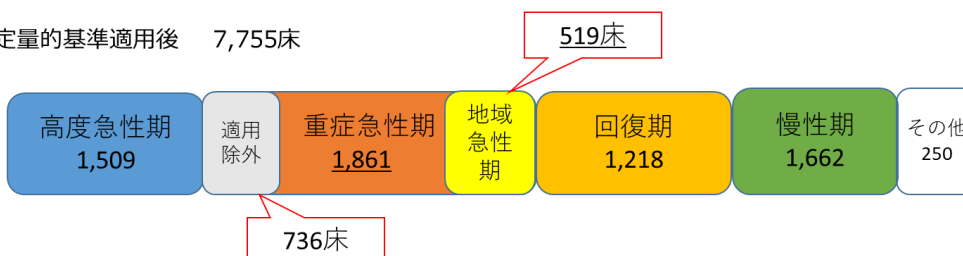 定量的基準適用後 7,755床
519床
高度急性期
1,509
適用
除外
重症急性期
1,861
地域
急性
期
回復期
1,218
慢性期
1,662
その他
250
736床